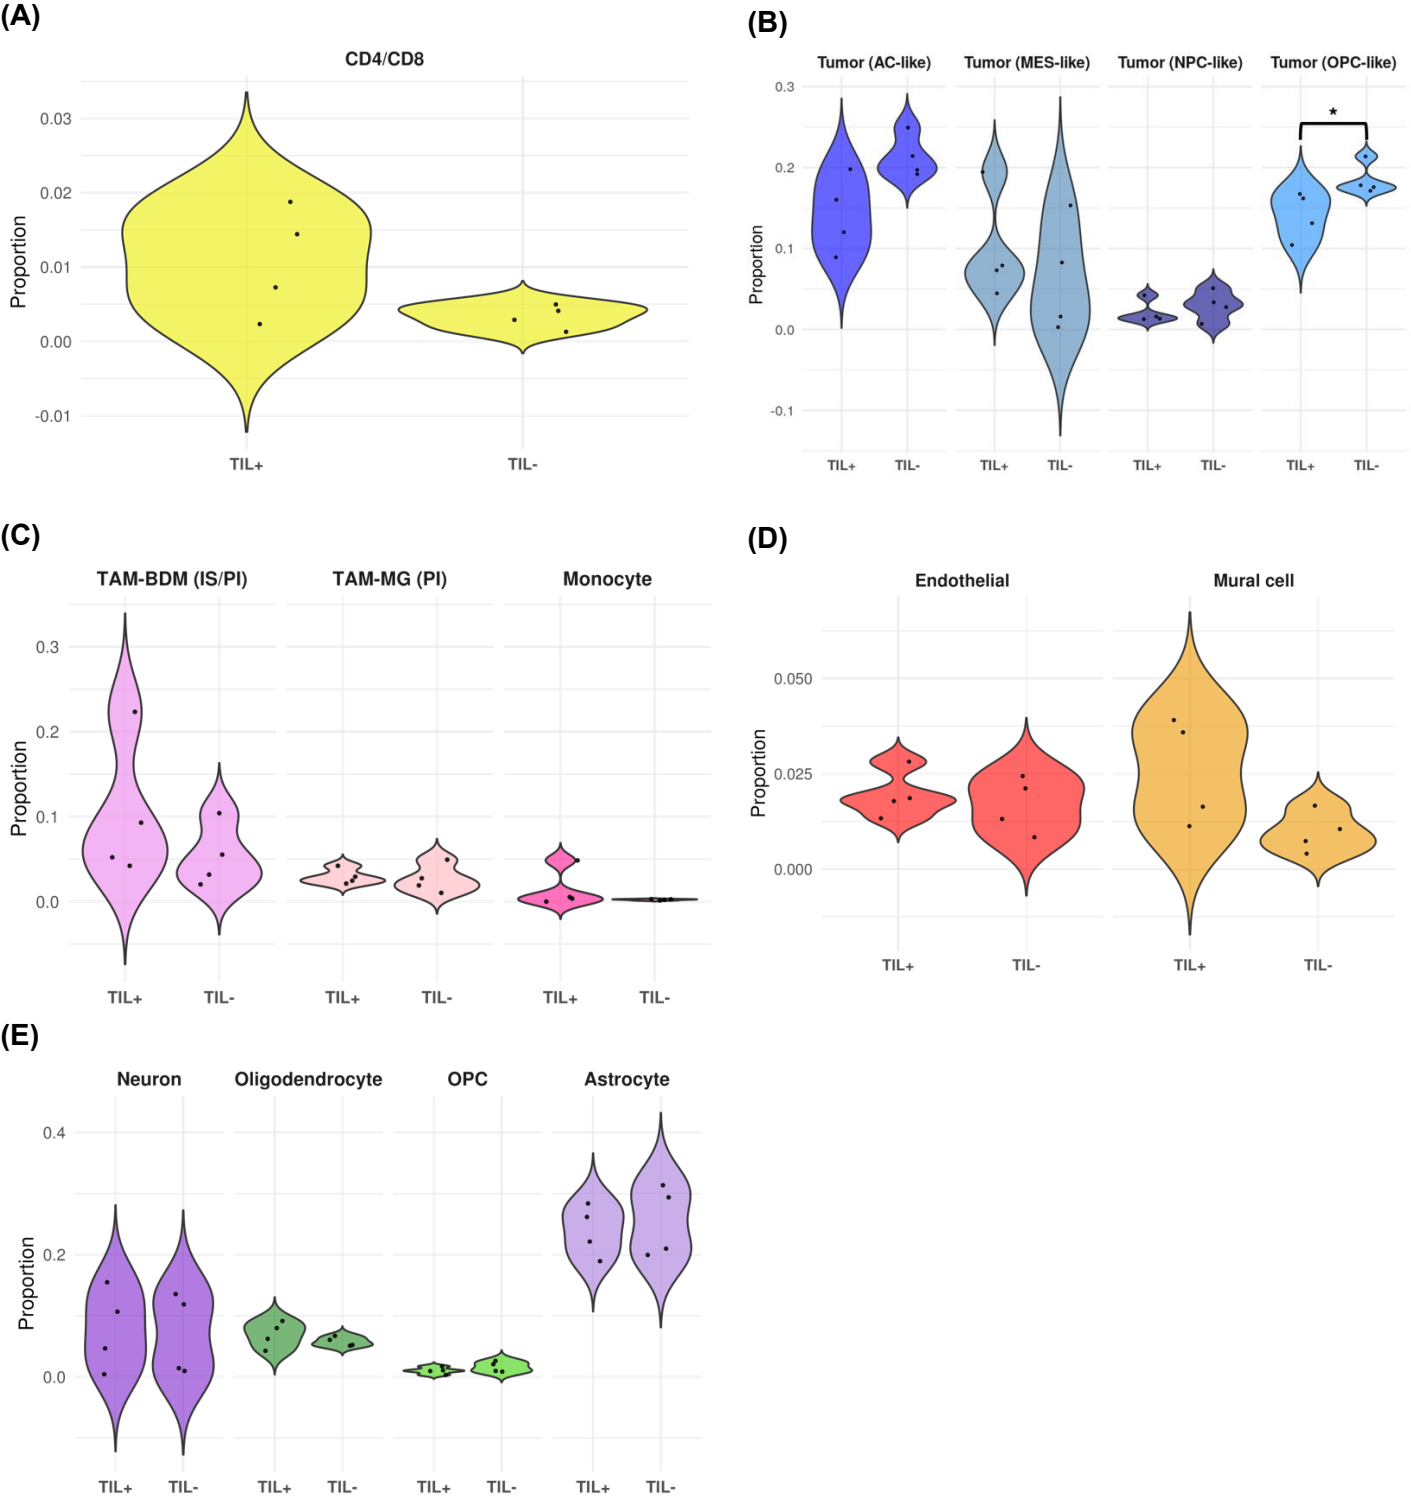 (A)
CD4/CD8
Proportion
0.03
0.02
0.01
0.00
-0.01
TIL+ TIL-
(B)
Tumor (AC-like) Tumor (MES-like) Tumor (NPC-like) Tumor (OPC-like)
*
Proportion
0.3
0.2
0.1
0.0
-0.1
TIL+ TIL- TIL+ TIL- TIL+ TIL- TIL+ TIL-
(C)
TAM-BDM (IS/PI) TAM-MG (PI) Monocyte
Proportion
0.3
0.2
0.1
0.0
TIL+ TIL- TIL+ TIL- TIL+ TIL-
(D)
Endothelial Mural cell
Proportion
0.050
0.025
0.000
TIL+ TIL- TIL+ TIL-
(E)
Neuron Oligodendrocyte OPC Astrocyte
Proportion
0.4
0.2
0.0
TIL+ TIL- TIL+ TIL- TIL+ TIL- TIL+ TIL-